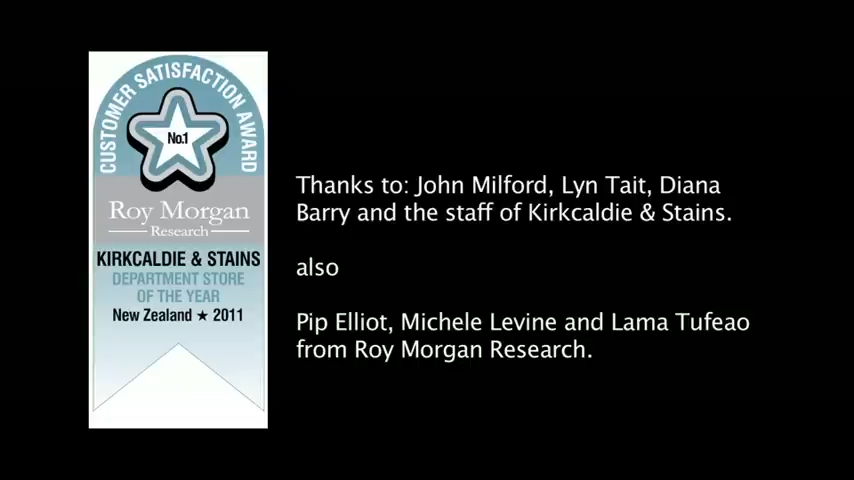 CUSTOMER SATISFACTION AWARD
No.1
Roy Morgan
Research
KIRKCALDIE & STAINS
DEPARTMENT STORE
OF THE YEAR
New Zealand ★ 2011
Thanks to: John Milford, Lyn Tait, Diana
Barry and the staff of Kirkcaldie & Stains.
also
Pip Elliot, Michele Levine and Lama Tufeao
from Roy Morgan Research.